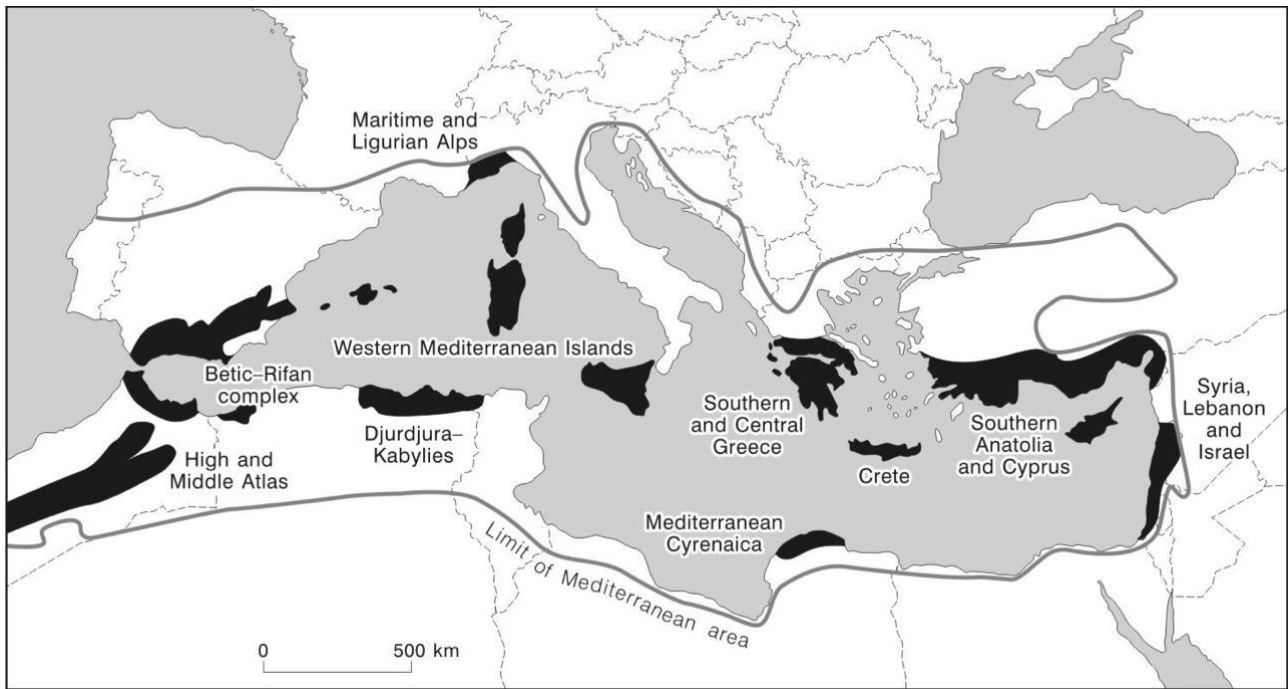 Maritime and
Ligurian Alps
Western Mediterranean Islands
Betic–Rifan
complex
Djurdjura–
Kabylies
High and
Middle Atlas
Southern
and Central
Greece
Crete
Southern
Anatolia
and Cyprus
Syria,
Lebanon
and
Israel
Mediterranean
Cyrenaica
Limit of Mediterranean area
0 500 km